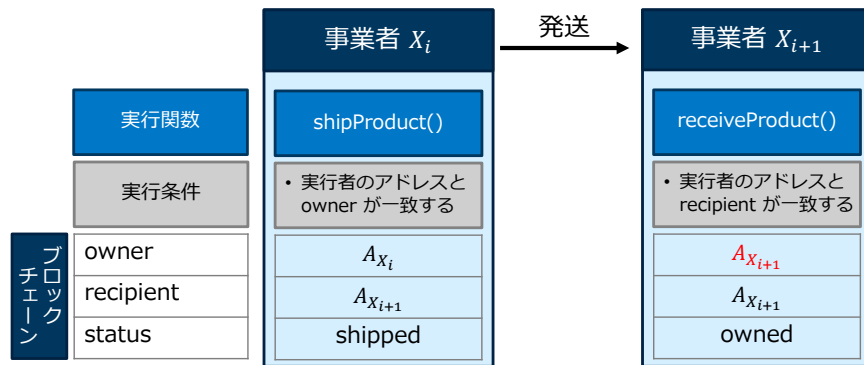 事業者 X_i
発送
事業者 X_{i+1}
実行関数
shipProduct()
receiveProduct()
実行条件
• 実行者のアドレスと
owner が一致する
• 実行者のアドレスと
recipient が一致する
ブロック
チェーン
owner
A_{X_i}
A_{X_{i+1}}
recipient
A_{X_{i+1}}
A_{X_{i+1}}
status
shipped
owned